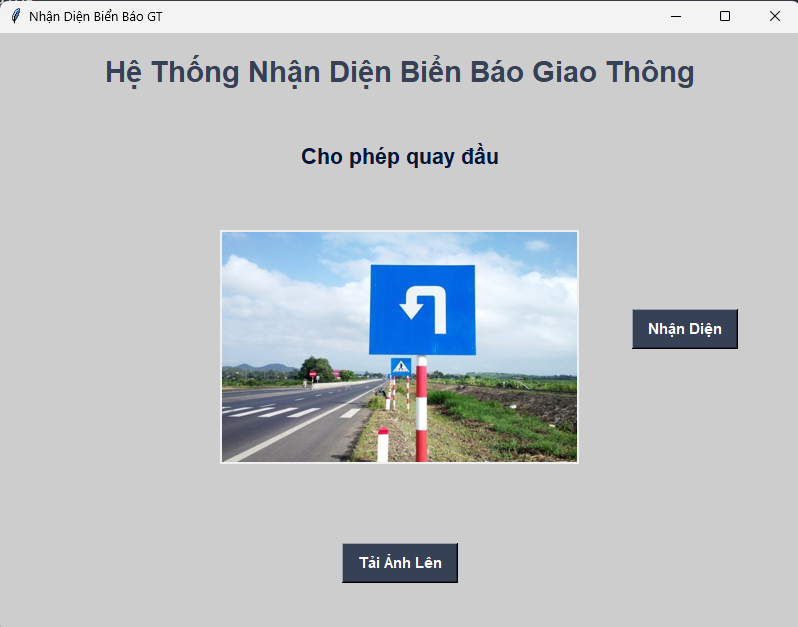 Nhận Diện Biển Báo GT
Hệ Thống Nhận Diện Biển Báo Giao Thông
Cho phép quay đầu
Nhận Diện
Tải Ảnh Lên